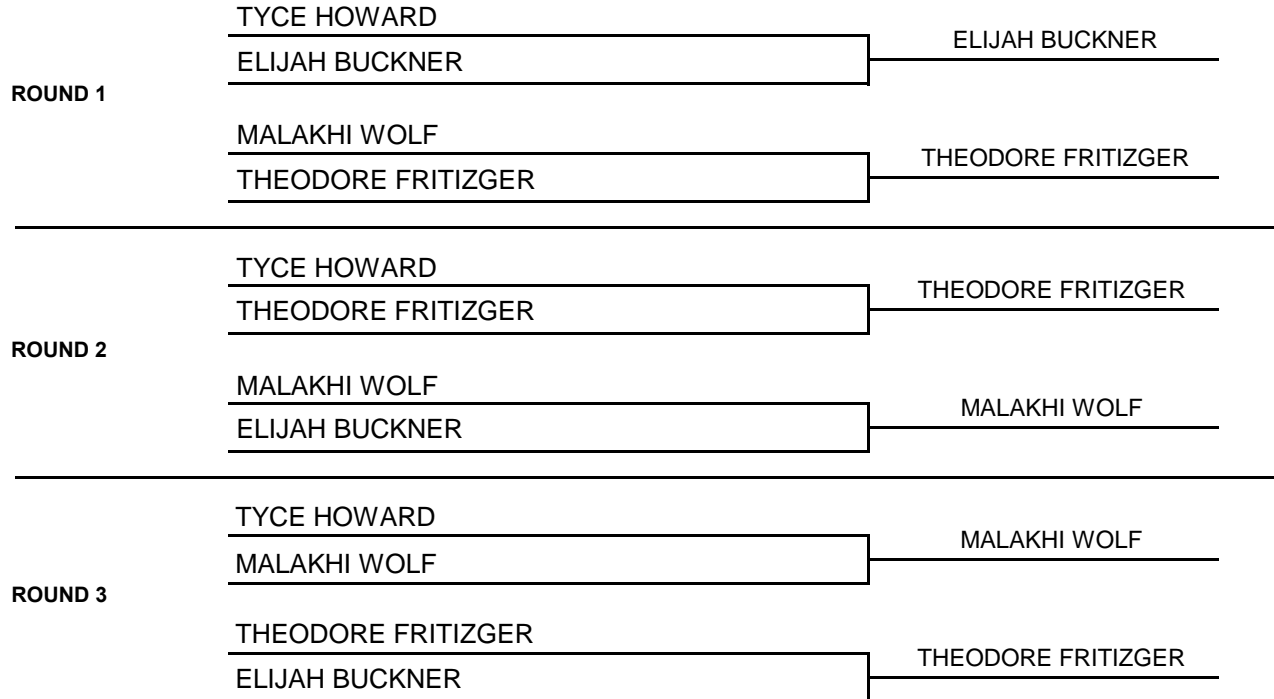 TYCE HOWARD
ELIJAH BUCKNER
ELIJAH BUCKNER
ROUND 1
MALAKHI WOLF
THEODORE FRITIZGER
THEODORE FRITIZGER
TYCE HOWARD
THEODORE FRITIZGER
THEODORE FRITIZGER
ROUND 2
MALAKHI WOLF
MALAKHI WOLF
ELIJAH BUCKNER
TYCE HOWARD
MALAKHI WOLF
MALAKHI WOLF
ROUND 3
THEODORE FRITIZGER
THEODORE FRITIZGER
ELIJAH BUCKNER